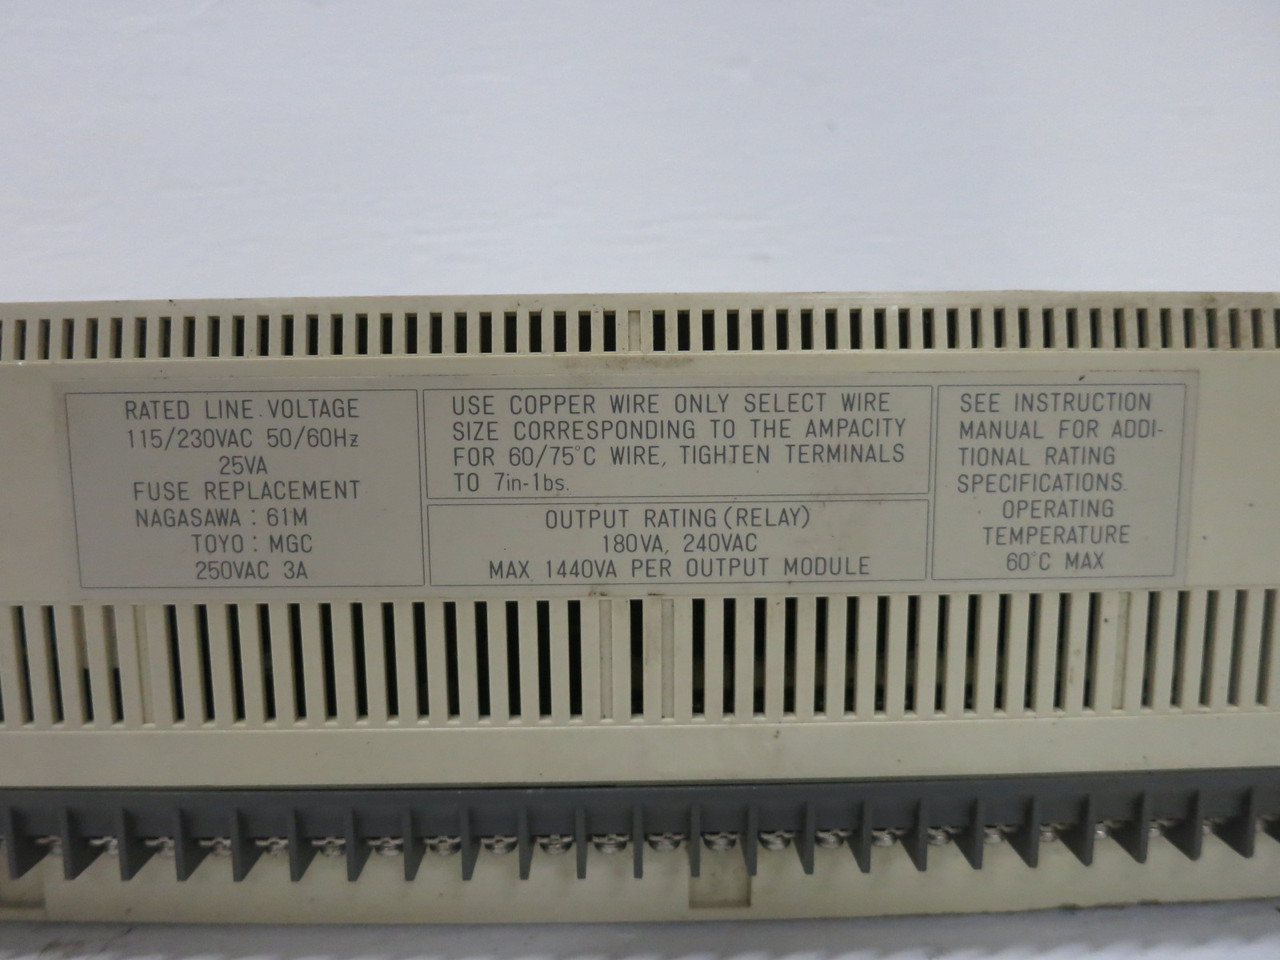 RATED LINE VOLTAGE
115/230VAC 50/60Hz
25VA
FUSE REPLACEMENT
NAGASAWA : 61M
TOYO : MGC
250VAC 3A
USE COPPER WIRE ONLY SELECT WIRE
SIZE CORRESPONDING TO THE AMPACITY
FOR 60/75°C WIRE, TIGHTEN TERMINALS
TO 7in-1bs.
OUTPUT RATING (RELAY)
180VA, 240VAC
MAX 1440VA PER OUTPUT MODULE
SEE INSTRUCTION
MANUAL FOR ADDI-
TIONAL RATING
SPECIFICATIONS.
OPERATING
TEMPERATURE
60°C MAX